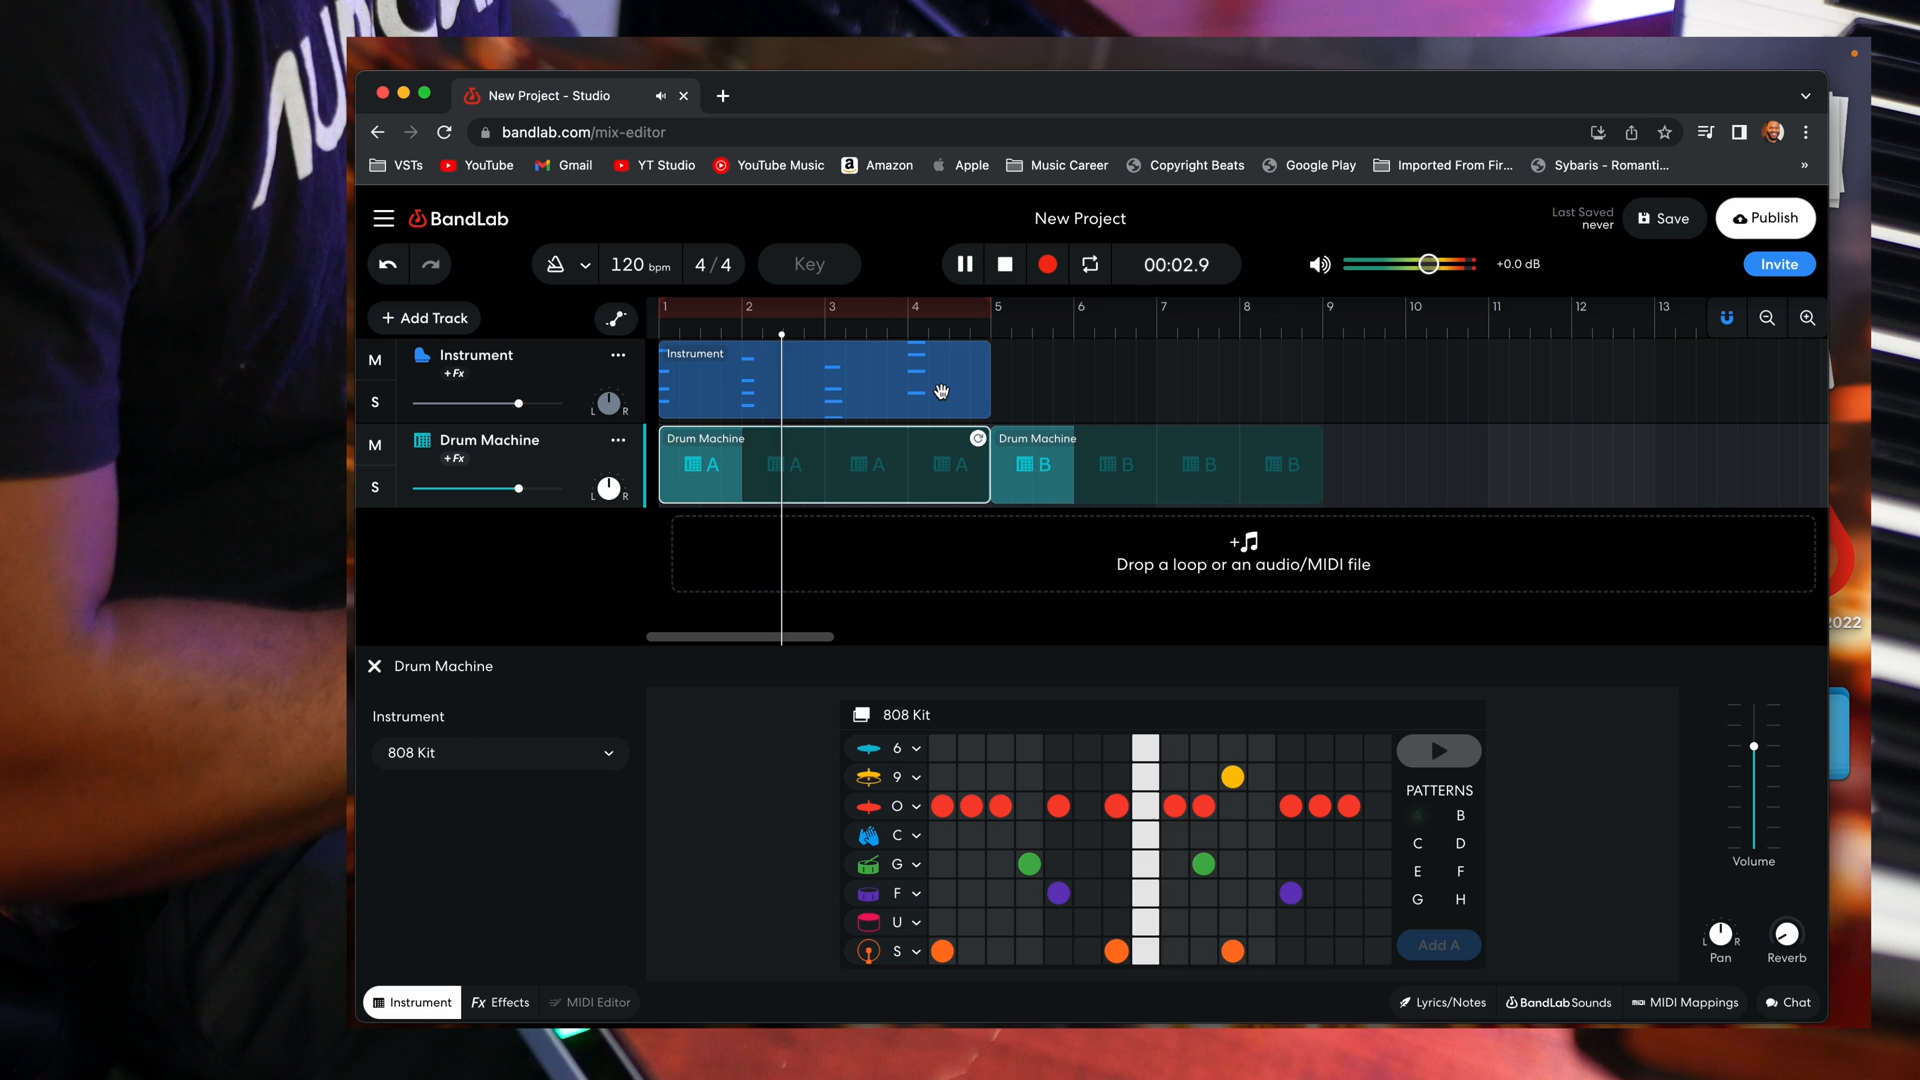 New Project - Studio
bandlab.com/mix-editor
VSTs YouTube Gmail YT Studio YouTube Music Amazon Apple Music Career Copyright Beats Google Play Imported From Fir... Sybaris - Romanti... »
BandLab New Project Last Saved never Save Publish
120 bpm 4/4 Key 00:02.9 +0.0 dB Invite
+ Add Track 1 2 3 4 5 6 7 8 9 10 11 12 13
M Instrument ... Instrument
+Fx
S L R
M Drum Machine ... Drum Machine Drum Machine
+Fx A A A A B B B B
S L R
+
Drop a loop or an audio/MIDI file
2022
Drum Machine
Instrument 808 Kit
808 Kit 6
9
O PATTERNS
A B
C
C D
G Volume
E F
F
G H
U
S Add A L R
Pan Reverb
Instrument Fx Effects MIDI Editor Lyrics/Notes BandLab Sounds MIDI Mappings Chat